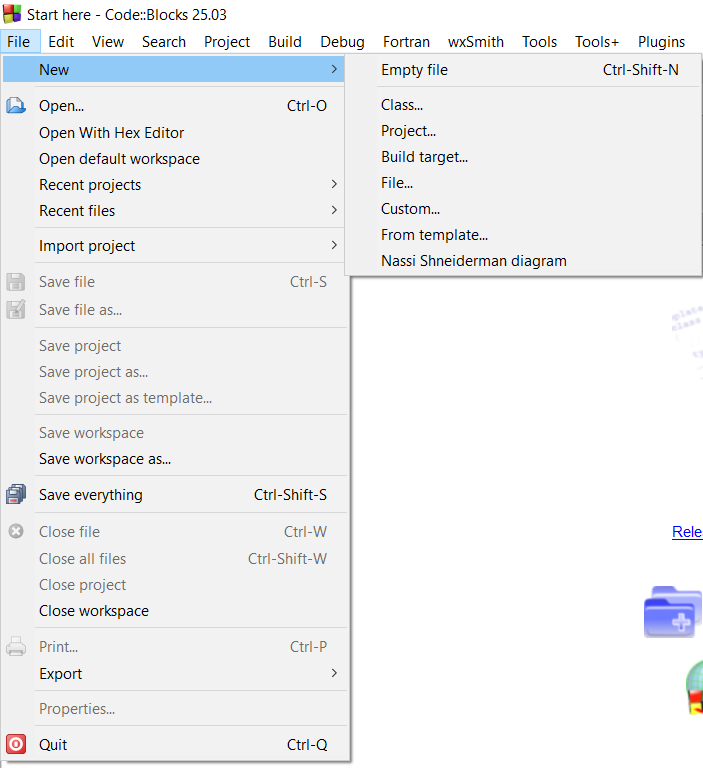 Start here - Code::Blocks 25.03
File Edit View Search Project Build Debug Fortran wxSmith Tools Tools+ Plugins
New
Open... Ctrl-O
Open With Hex Editor
Open default workspace
Recent projects
Recent files
Import project
Save file Ctrl-S
Save file as...
Save project
Save project as...
Save project as template...
Save workspace
Save workspace as...
Save everything Ctrl-Shift-S
Close file Ctrl-W
Close all files Ctrl-Shift-W
Close project
Close workspace
Print... Ctrl-P
Export
Properties...
Quit Ctrl-Q
Empty file Ctrl-Shift-N
Class...
Project...
Build target...
File...
Custom...
From template...
Nassi Shneiderman diagram
class
Rele